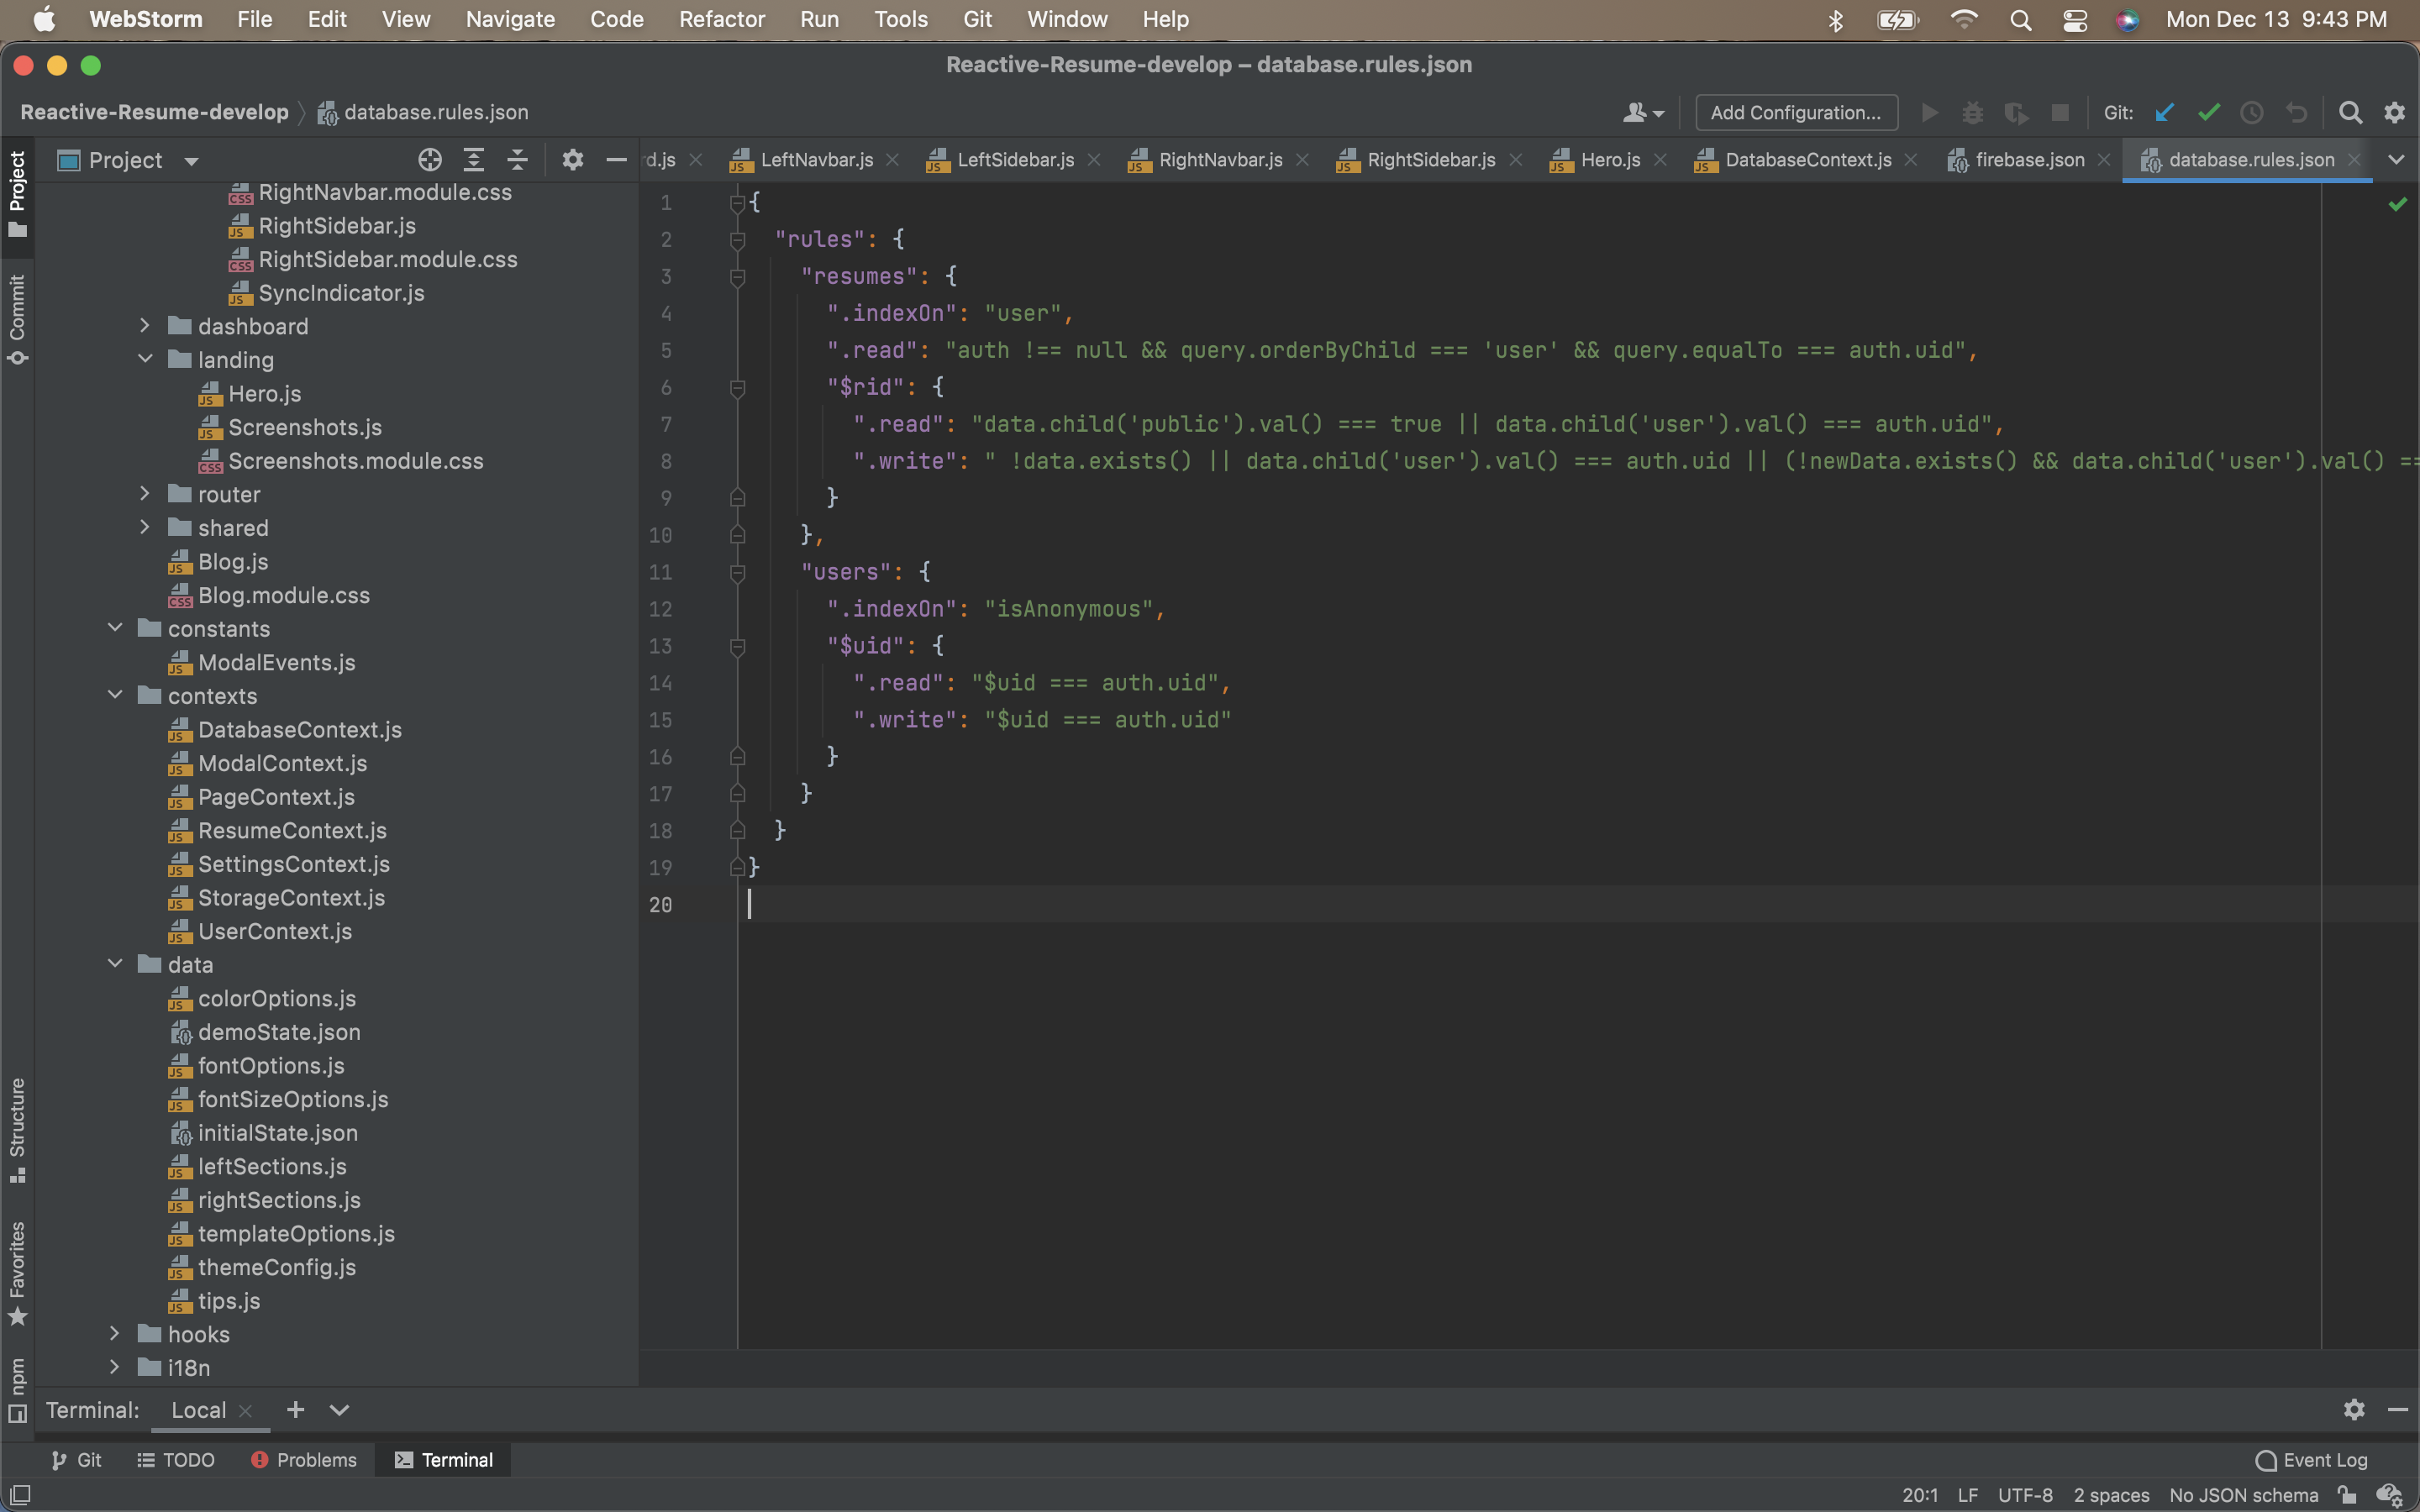 WebStorm File Edit View Navigate Code Refactor Run Tools Git Window Help Mon Dec 13 9:43 PM
Reactive-Resume-develop – database.rules.json
Reactive-Resume-develop database.rules.json Add Configuration... Git:
Project rd.js LeftNavbar.js LeftSidebar.js RightNavbar.js RightSidebar.js Hero.js DatabaseContext.js firebase.json database.rules.json
Project
Commit
Structure
Favorites
npm
RightNavbar.module.css
RightSidebar.js
RightSidebar.module.css
SyncIndicator.js
dashboard
landing
Hero.js
Screenshots.js
Screenshots.module.css
router
shared
Blog.js
Blog.module.css
constants
ModalEvents.js
contexts
DatabaseContext.js
ModalContext.js
PageContext.js
ResumeContext.js
SettingsContext.js
StorageContext.js
UserContext.js
data
colorOptions.js
demoState.json
fontOptions.js
fontSizeOptions.js
initialState.json
leftSections.js
rightSections.js
templateOptions.js
themeConfig.js
tips.js
hooks
i18n
1 {
2 "rules": {
3 "resumes": {
4 ".indexOn": "user",
5 ".read": "auth !== null && query.orderByChild === 'user' && query.equalTo === auth.uid",
6 "$rid": {
7 ".read": "data.child('public').val() === true || data.child('user').val() === auth.uid",
8 ".write": " !data.exists() || data.child('user').val() === auth.uid || (!newData.exists() && data.child('user').val() ==
9 }
10 },
11 "users": {
12 ".indexOn": "isAnonymous",
13 "$uid": {
14 ".read": "$uid === auth.uid",
15 ".write": "$uid === auth.uid"
16 }
17 }
18 }
19 }
20
Terminal: Local
Git TODO Problems Terminal Event Log
20:1 LF UTF-8 2 spaces No JSON schema